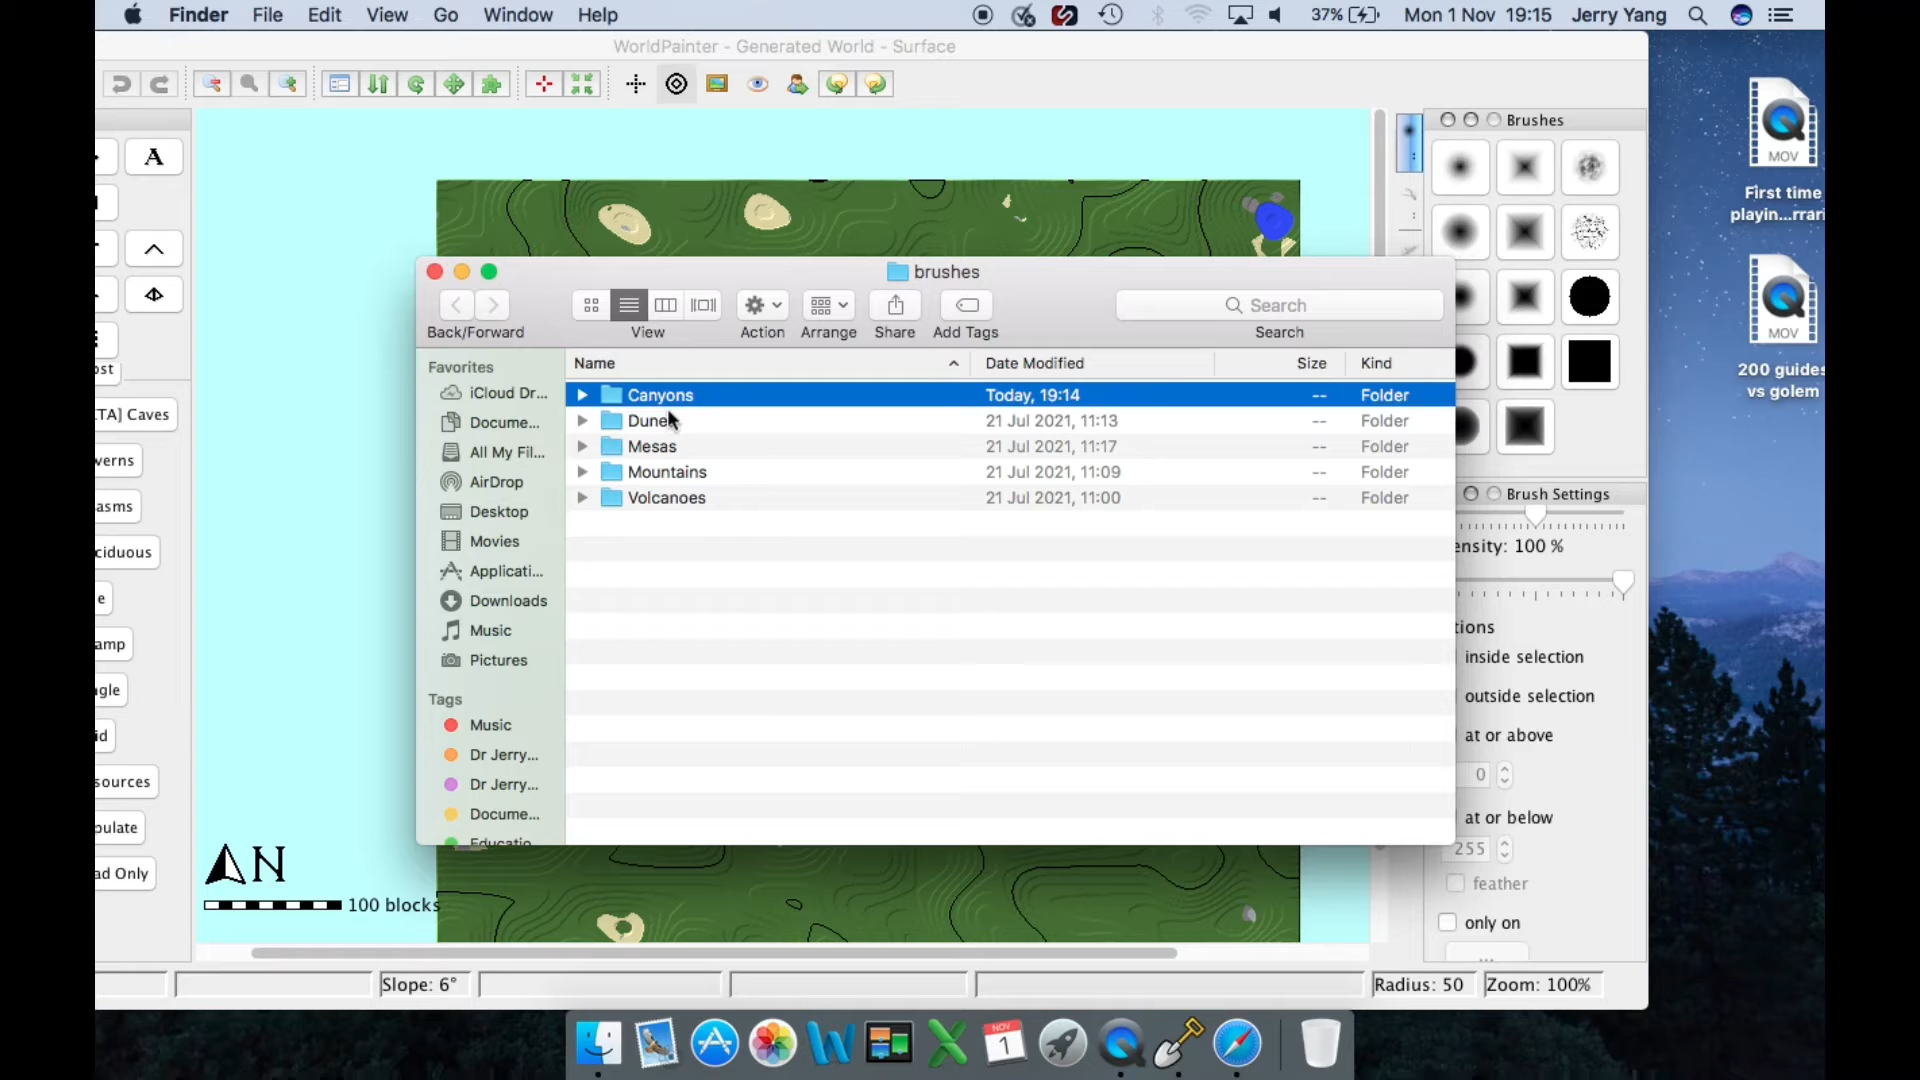 Finder File Edit View Go Window Help 37% Mon 1 Nov 19:15 Jerry Yang
WorldPainter - Generated World - Surface
A
ost
TA] Caves
verns
asms
ciduous
e
amp
gle
id
sources
pulate
ad Only
N
100 blocks
brushes
Back/Forward View Action Arrange Share Add Tags Search
Search
Favorites
iCloud Dr...
Docume...
All My Fil...
AirDrop
Desktop
Movies
Applicati...
Downloads
Music
Pictures
Tags
Music
Dr Jerry...
Dr Jerry...
Docume...
Educatio
Name Date Modified Size Kind
Canyons Today, 19:14 -- Folder
Dune 21 Jul 2021, 11:13 -- Folder
Mesas 21 Jul 2021, 11:17 -- Folder
Mountains 21 Jul 2021, 11:09 -- Folder
Volcanoes 21 Jul 2021, 11:00 -- Folder
Brushes
Brush Settings
ensity: 100 %
tions
inside selection
outside selection
at or above
0
at or below
255
feather
only on
...
Slope: 6° Radius: 50 Zoom: 100%
MOV
First time
playin...rrari
MOV
200 guides
vs golem
NOV
1